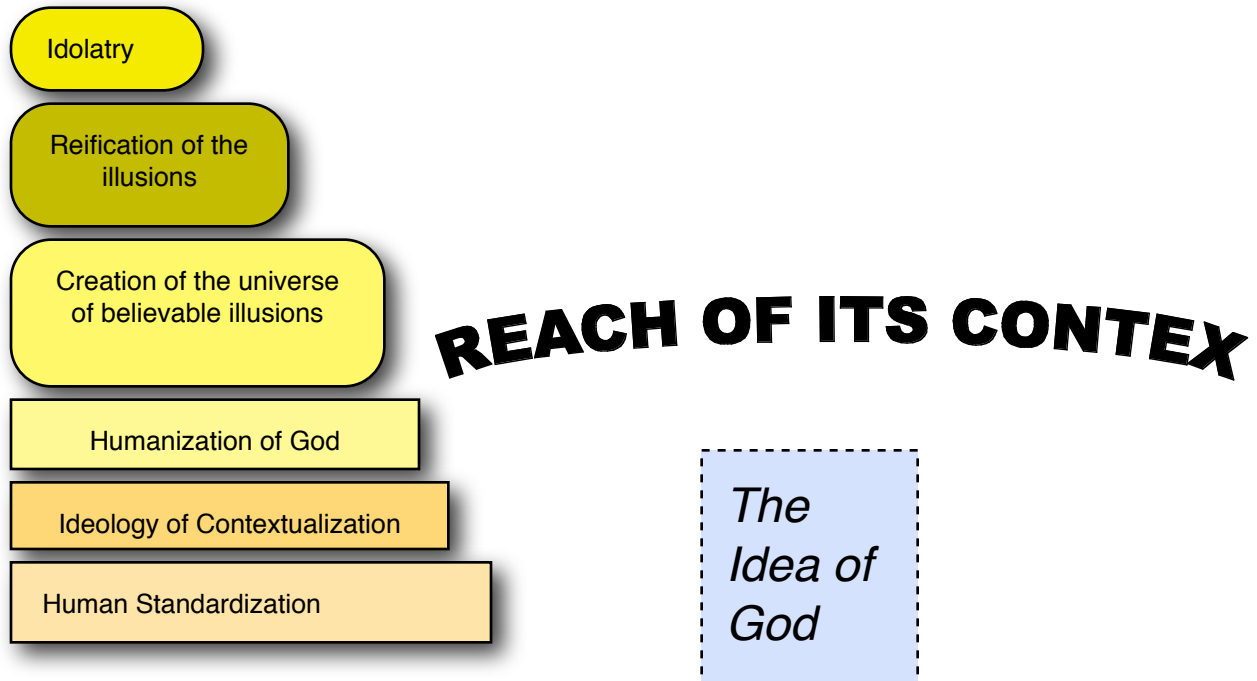 Idolatry
Reification of the
illusions
Creation of the universe
of believable illusions
REACH OF ITS CONTEX
Humanization of God
Ideology of Contextualization
Human Standardization
The
Idea of
God